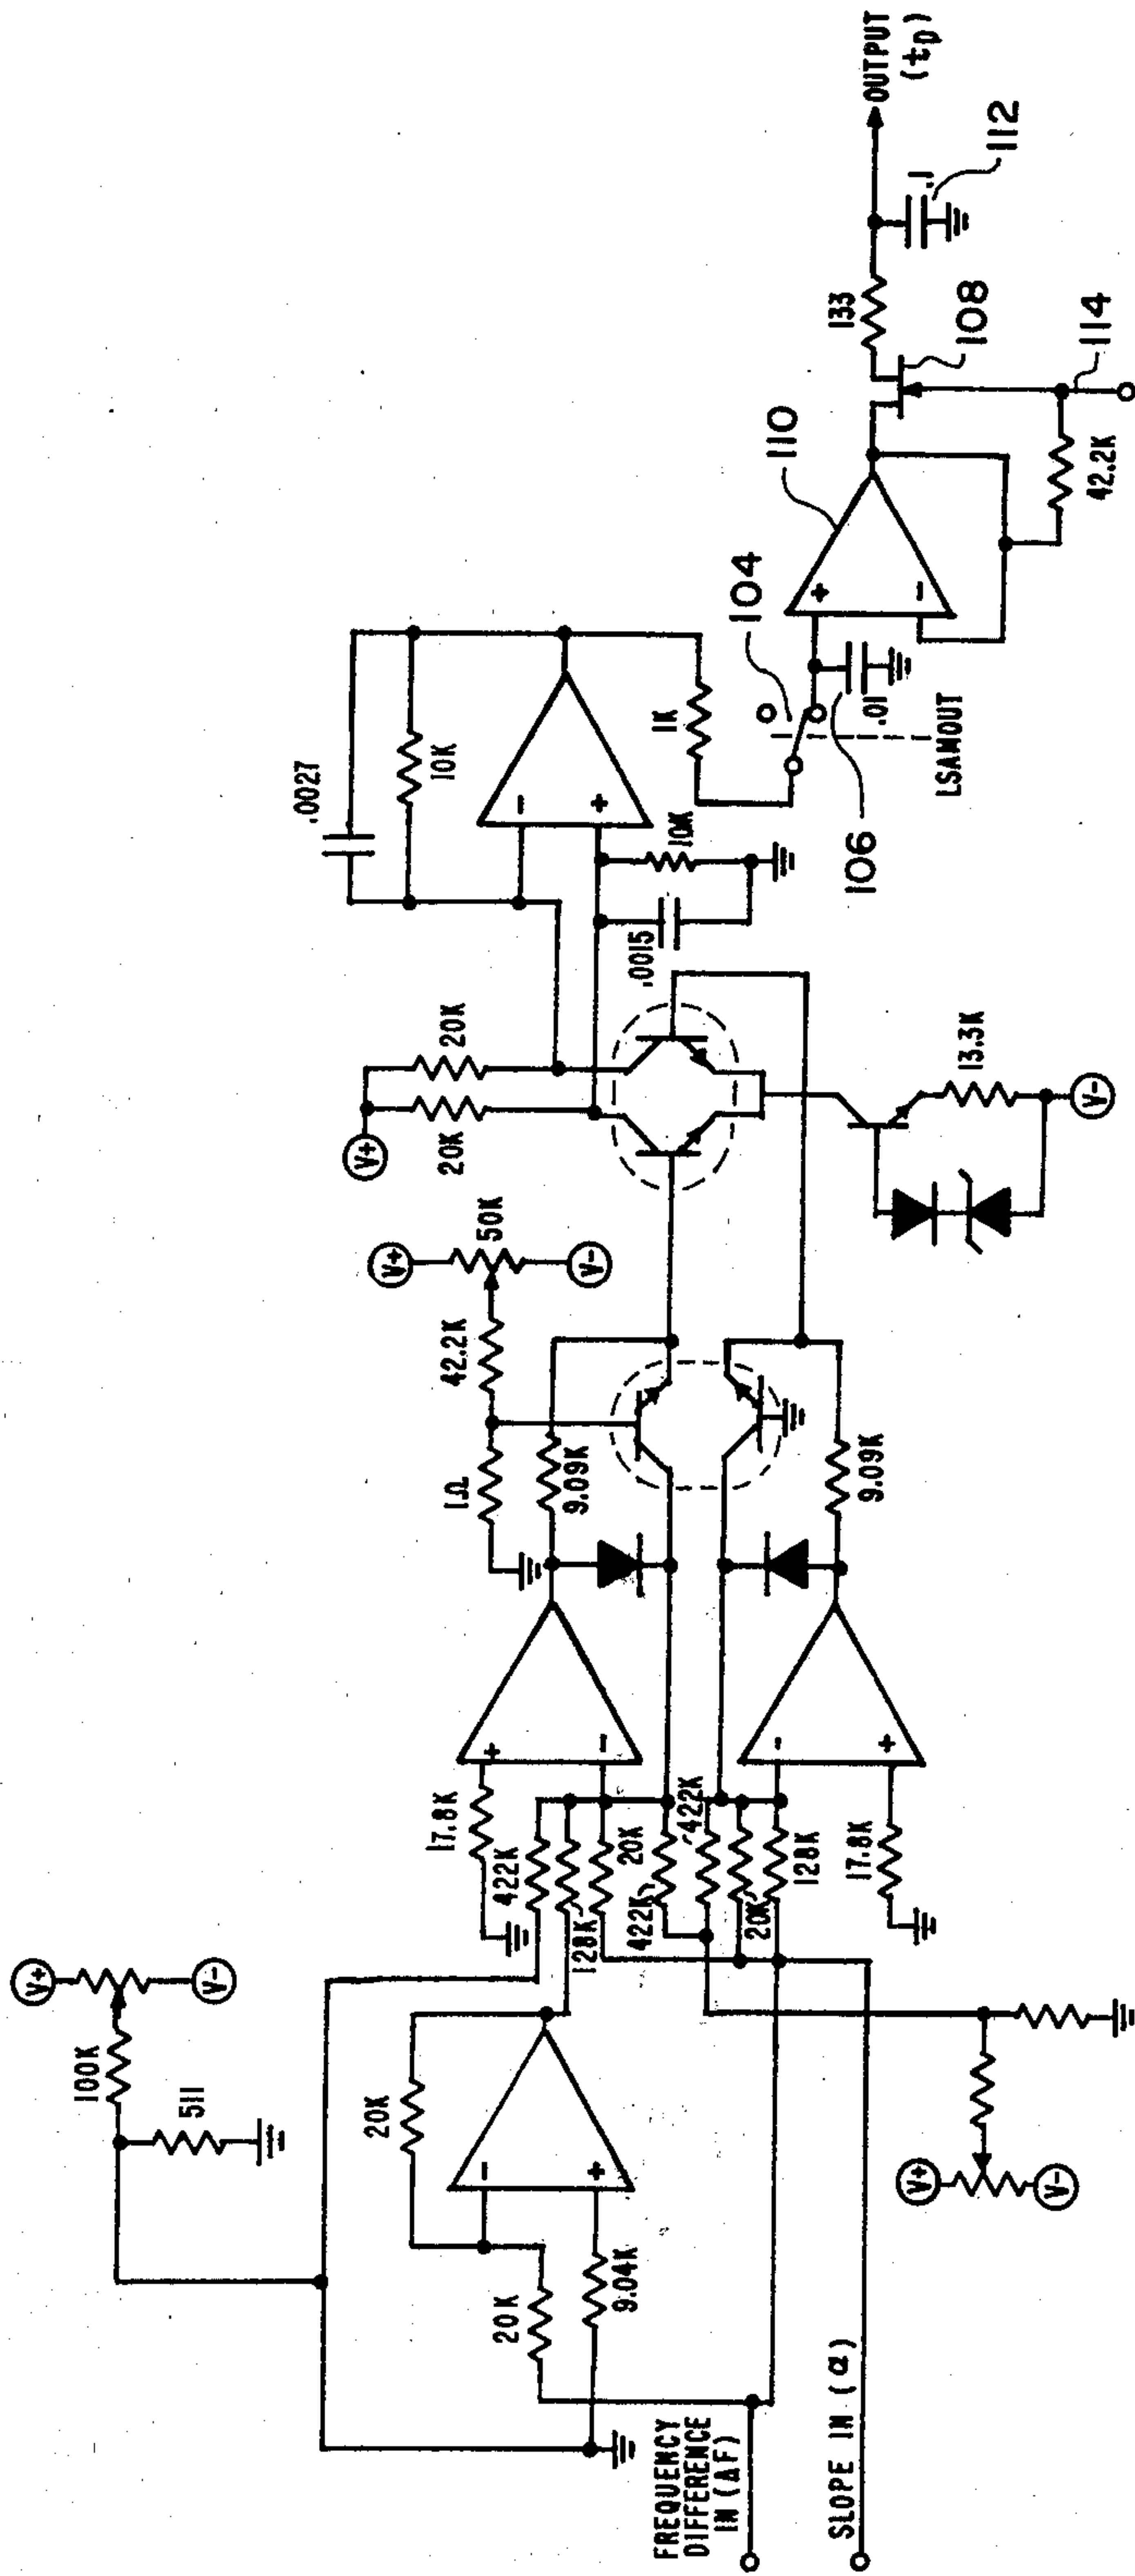 V+
100K
511
V-
20K
20K
9.04K
FREQUENCY
DIFFERENCE
IN (ΔF)
SLOPE IN (α)
V+
V-
17.8K
422K
128K
20K
422K
422K
20K
128K
17.8K
1Ω
42.2K
V+
50K
V-
9.09K
9.09K
V+
20K
20K
13.3K
V-
.0027
10K
.0015
10K
1K
104
106
.01
LSAMOUT
110
42.2K
114
108
133
.1
112
OUTPUT
(tD)
+
-
-
+
-
+
-
+
+
-